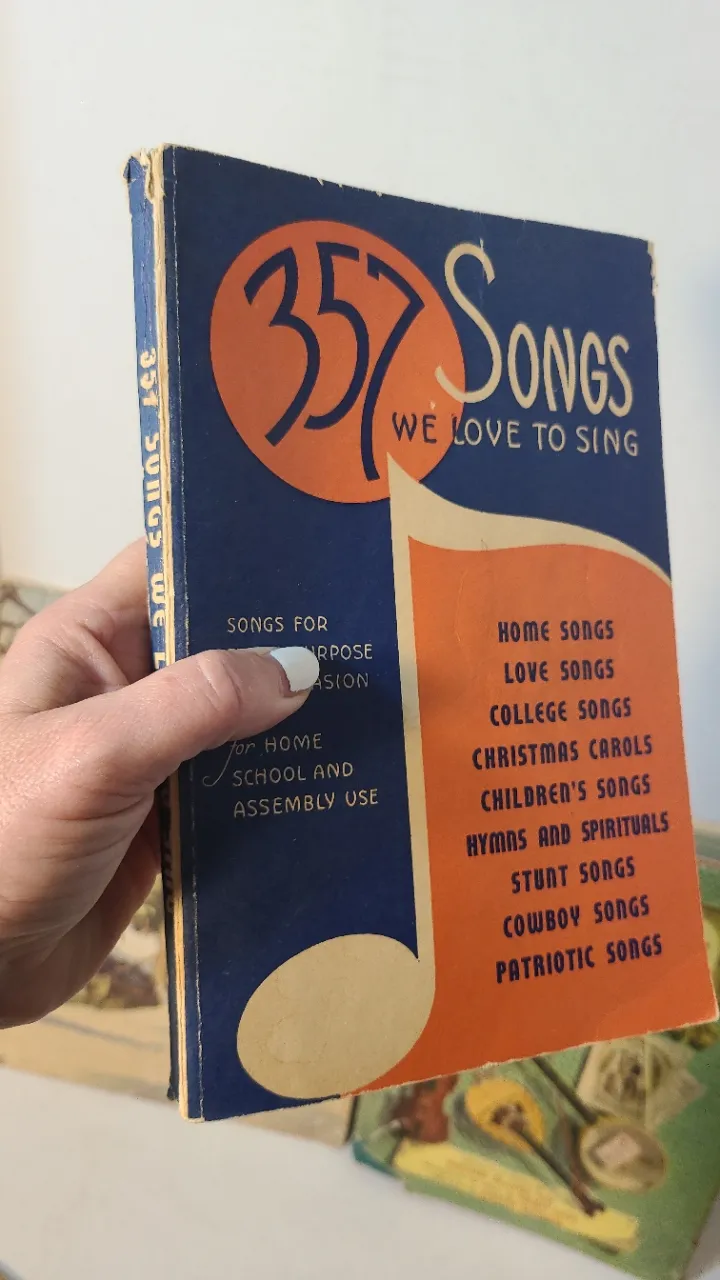 357
SONGS
WE LOVE TO SING
SONGS FOR
HOME SONGS
LOVE SONGS
COLLEGE SONGS
CHRISTMAS CAROLS
CHILDREN'S SONGS
HYMNS AND SPIRITUALS
STUNT SONGS
COWBOY SONGS
PATRIOTIC SONGS
for HOME
SCHOOL AND
ASSEMBLY USE
357 SONGS WE